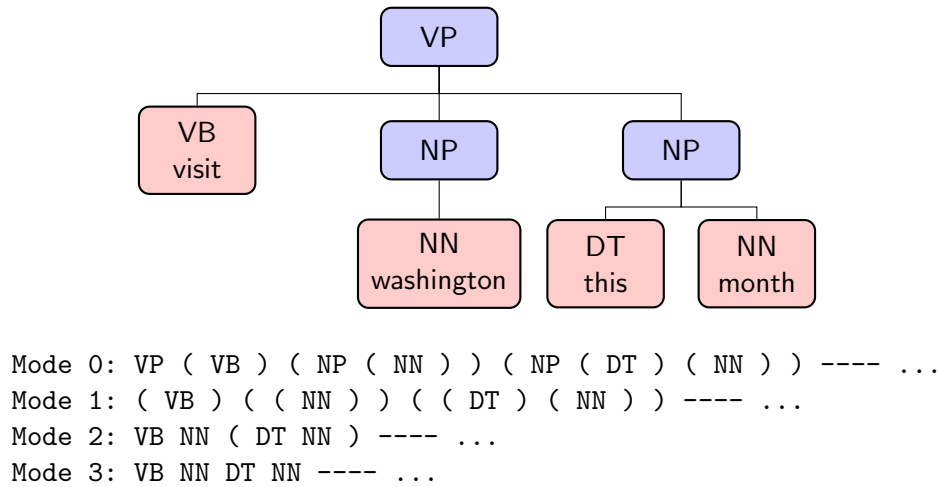 VP
VB
visit
NP
NP
NN
washington
DT
this
NN
month
Mode 0: VP ( VB ) ( NP ( NN ) ) ( NP ( DT ) ( NN ) ) ---- ...
Mode 1: ( VB ) ( ( NN ) ) ( ( DT ) ( NN ) ) ---- ...
Mode 2: VB NN ( DT NN ) ---- ...
Mode 3: VB NN DT NN ---- ...